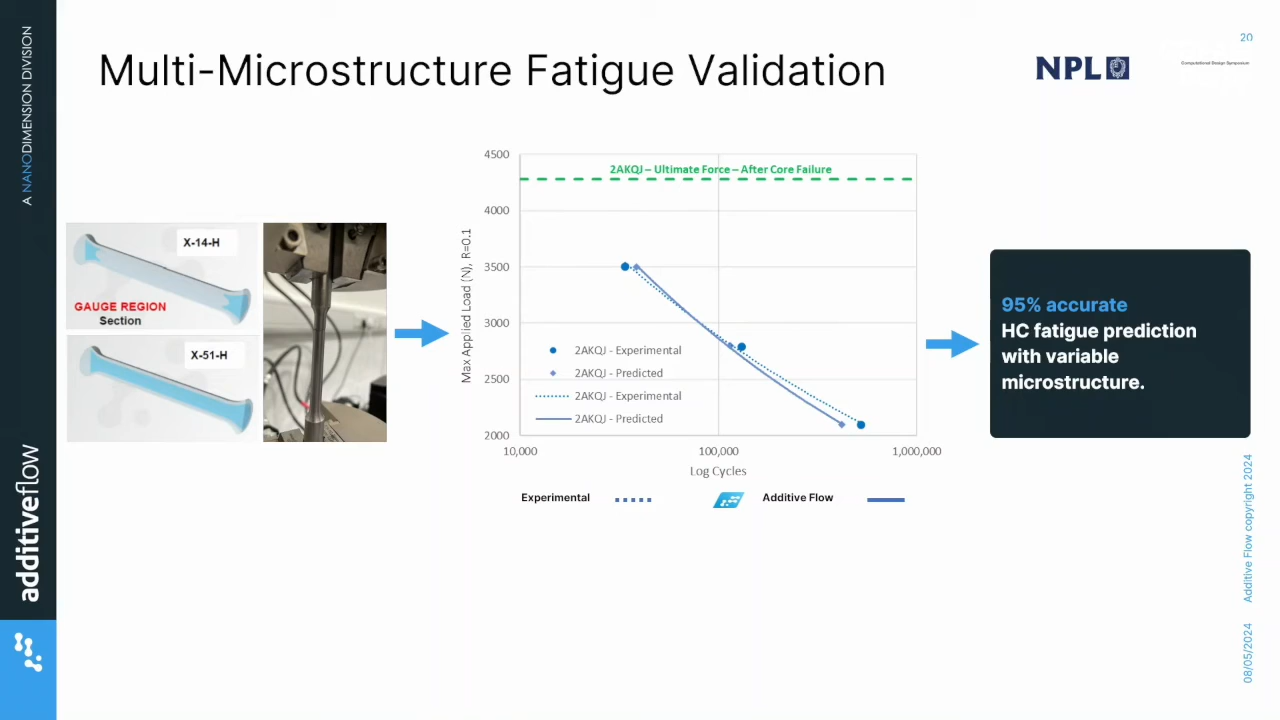 Multi-Microstructure Fatigue Validation
NPL
20
Computational Design Symposium
A NANODIMENSION DIVISION
additiveflow
X-14-H
GAUGE REGION
Section
X-51-H
4500
4000
3500
3000
2500
2000
Max Applied Load (N), R=0.1
2AKQJ – Ultimate Force – After Core Failure
2AKQJ - Experimental
2AKQJ - Predicted
2AKQJ - Experimental
2AKQJ - Predicted
10,000
100,000
1,000,000
Log Cycles
Experimental
Additive Flow
95% accurate
HC fatigue prediction
with variable
microstructure.
Additive Flow copyright 2024
08/05/2024